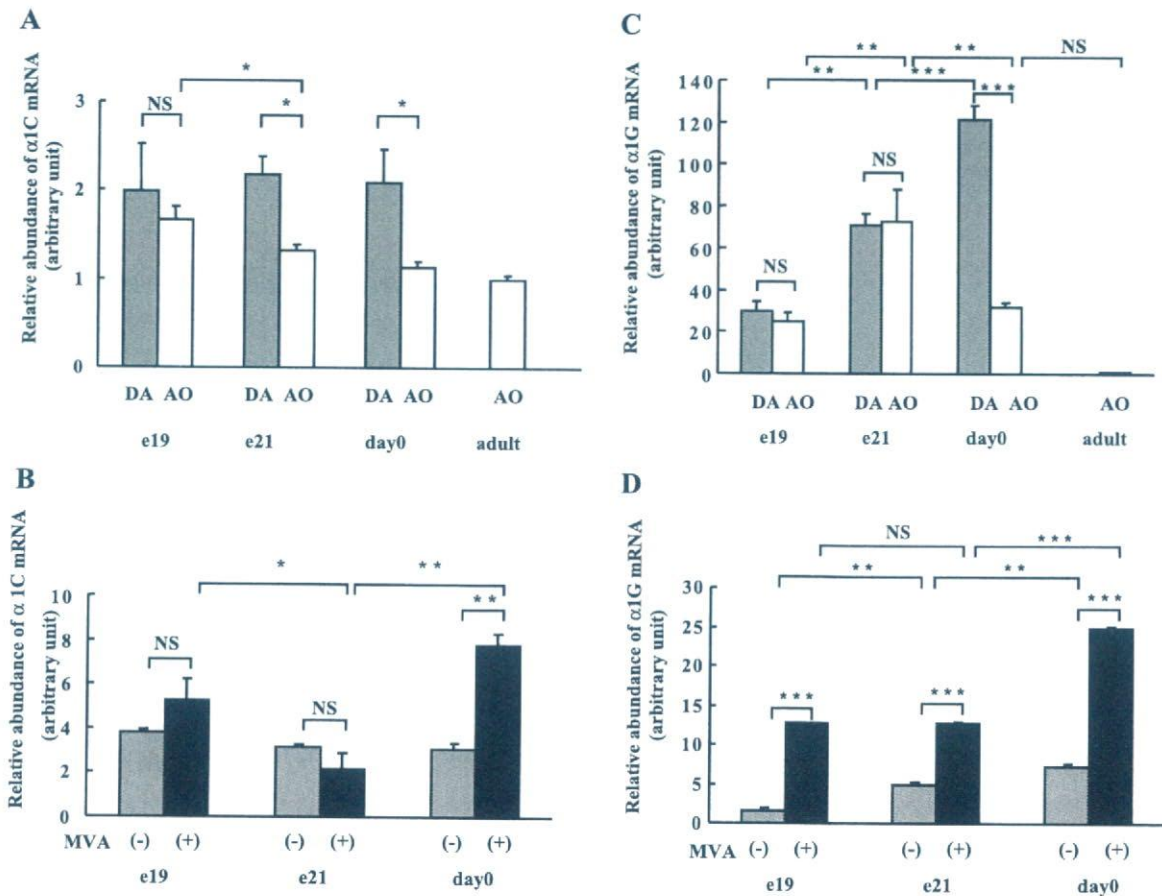 A
Relative abundance of α1C mRNA
(arbitrary unit)
3
2
1
0
NS
*
*
*
DA AO DA AO DA AO AO
e19 e21 day0 adult
C
Relative abundance of α1G mRNA
(arbitrary unit)
140
120
100
80
60
40
20
0
** ** NS
** ***
***
NS
NS
DA AO DA AO DA AO AO
e19 e21 day0 adult
B
Relative abundance of α 1C mRNA
(arbitrary unit)
10
8
6
4
2
0
* **
**
NS
NS
MVA (-) (+) (-) (+) (-) (+)
e19 e21 day0
D
Relative abundance of α1G mRNA
(arbitrary unit)
30
25
20
15
10
5
0
NS ***
** **
***
*** ***
MVA (-) (+) (-) (+) (-) (+)
e19 e21 day0